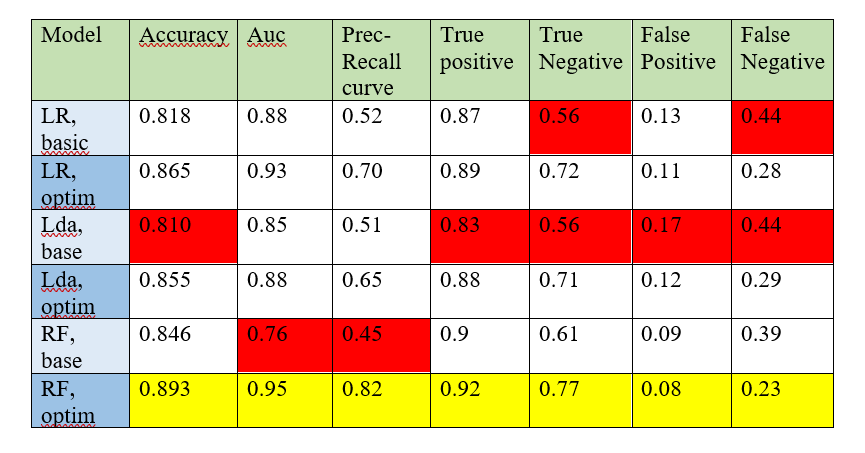 Model Accuracy Auc Prec- True True False False
Recall positive Negative Positive Negative
curve
LR, 0.818 0.88 0.52 0.87 0.56 0.13 0.44
basic
LR, 0.865 0.93 0.70 0.89 0.72 0.11 0.28
optim
Lda, 0.810 0.85 0.51 0.83 0.56 0.17 0.44
base
Lda, 0.855 0.88 0.65 0.88 0.71 0.12 0.29
optim
RF, 0.846 0.76 0.45 0.9 0.61 0.09 0.39
base
RF, 0.893 0.95 0.82 0.92 0.77 0.08 0.23
optim